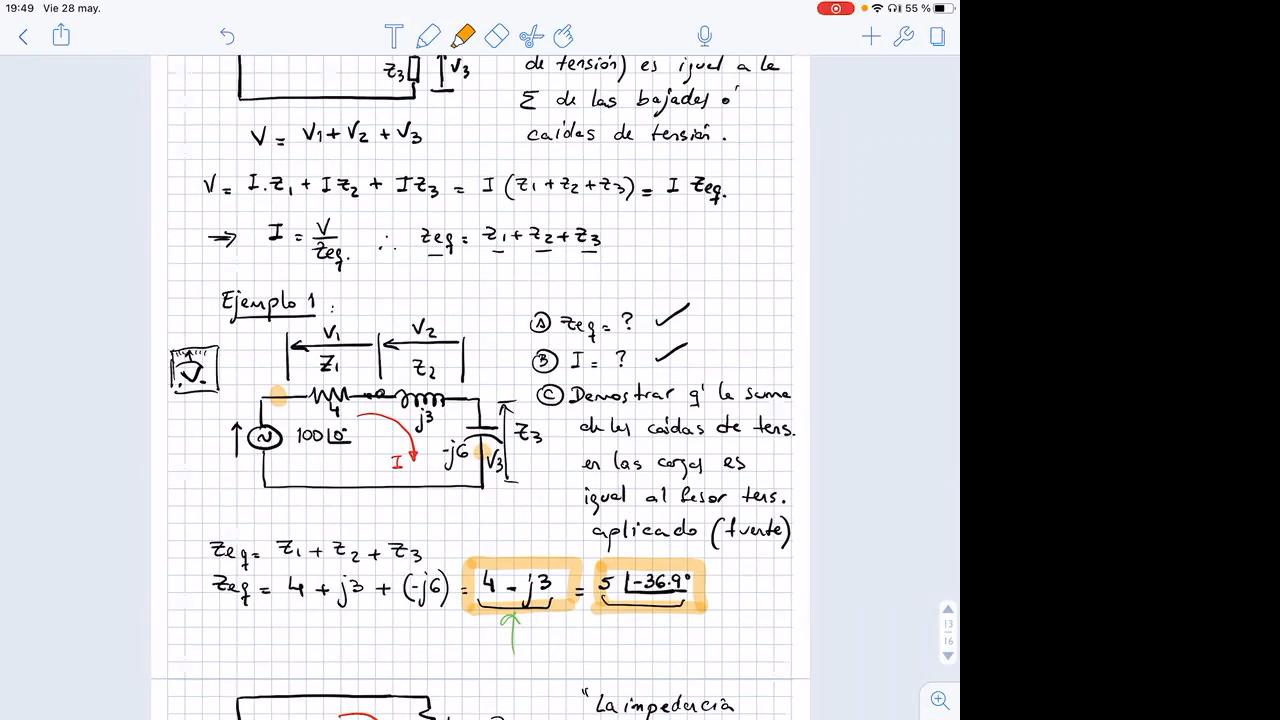 19:49 Vie 28 may.
55 %
T
Z3
V3
de tensión) es igual a la
Σ de las bajadas o'
caídas de tensión.
V = V1 + V2 + V3
V = I.Z1 + I Z2 + I Z3 = I (Z1 + Z2 + Z3) = I Zeq.
⇒ I = V/Zeq. ∴ Zeq = Z1 + Z2 + Z3
Ejemplo 1 :
V1
V2
Z1
Z2
V
4
j3
100 |0°
I
-j6
V3
Z3
A Zeq = ? ✓
B I = ? ✓
C Demostrar q' la suma
de las caídas de tens.
en las cargas es
igual al fasor tens.
aplicado (fuente)
Zeq = Z1 + Z2 + Z3
Zeq = 4 + j3 + (-j6) = 4 - j3 = 5 |-36.9°
13
16
"La impedancia